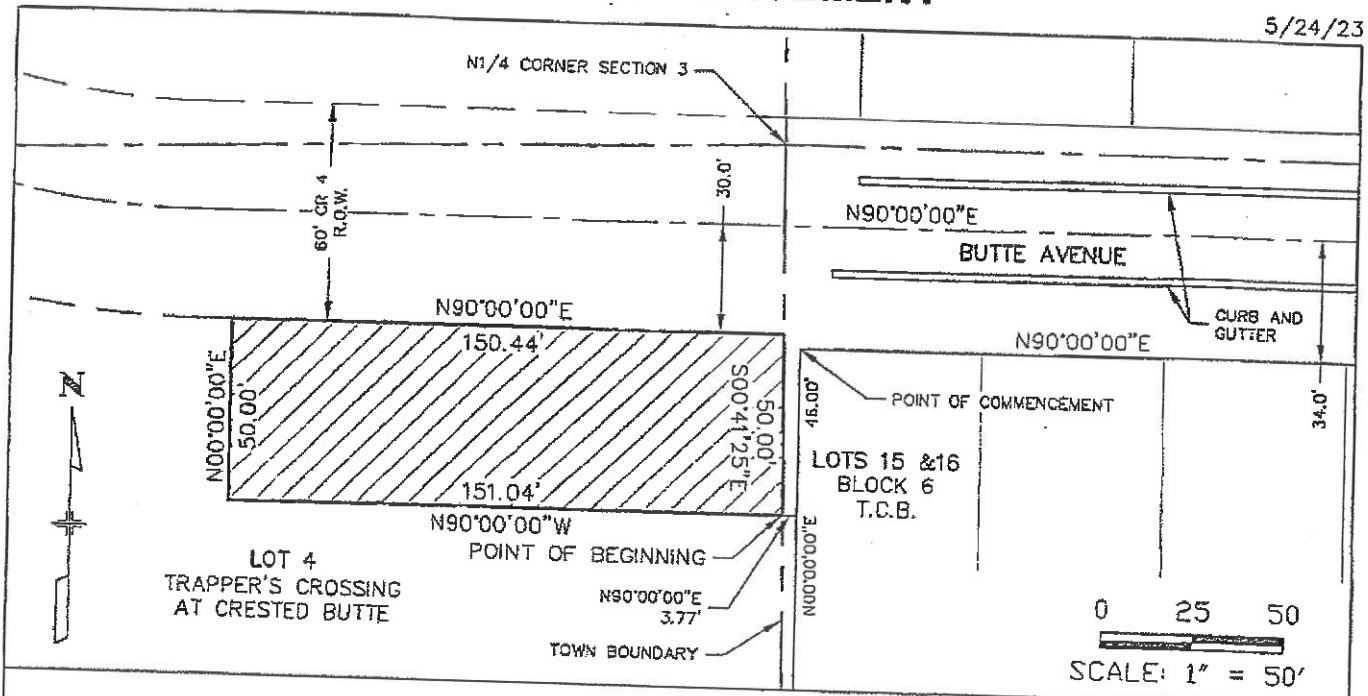 5/24/23
N1/4 CORNER SECTION 3
60' CR 4
R.O.W.
30.0'
N90°00'00"E
BUTTE AVENUE
CURB AND
GUTTER
N90°00'00"E
150.44'
N90°00'00"E
N00°00'00"E
50.00'
S00°41'25"E
50.00'
N
46.00'
POINT OF COMMENCEMENT
34.0'
LOTS 15 &16
BLOCK 6
T.C.B.
151.04'
N90°00'00"W
POINT OF BEGINNING
LOT 4
TRAPPER'S CROSSING
AT CRESTED BUTTE
N90°00'00"E
3.77'
N00°00'00"E
TOWN BOUNDARY
0 25 50
SCALE: 1" = 50'